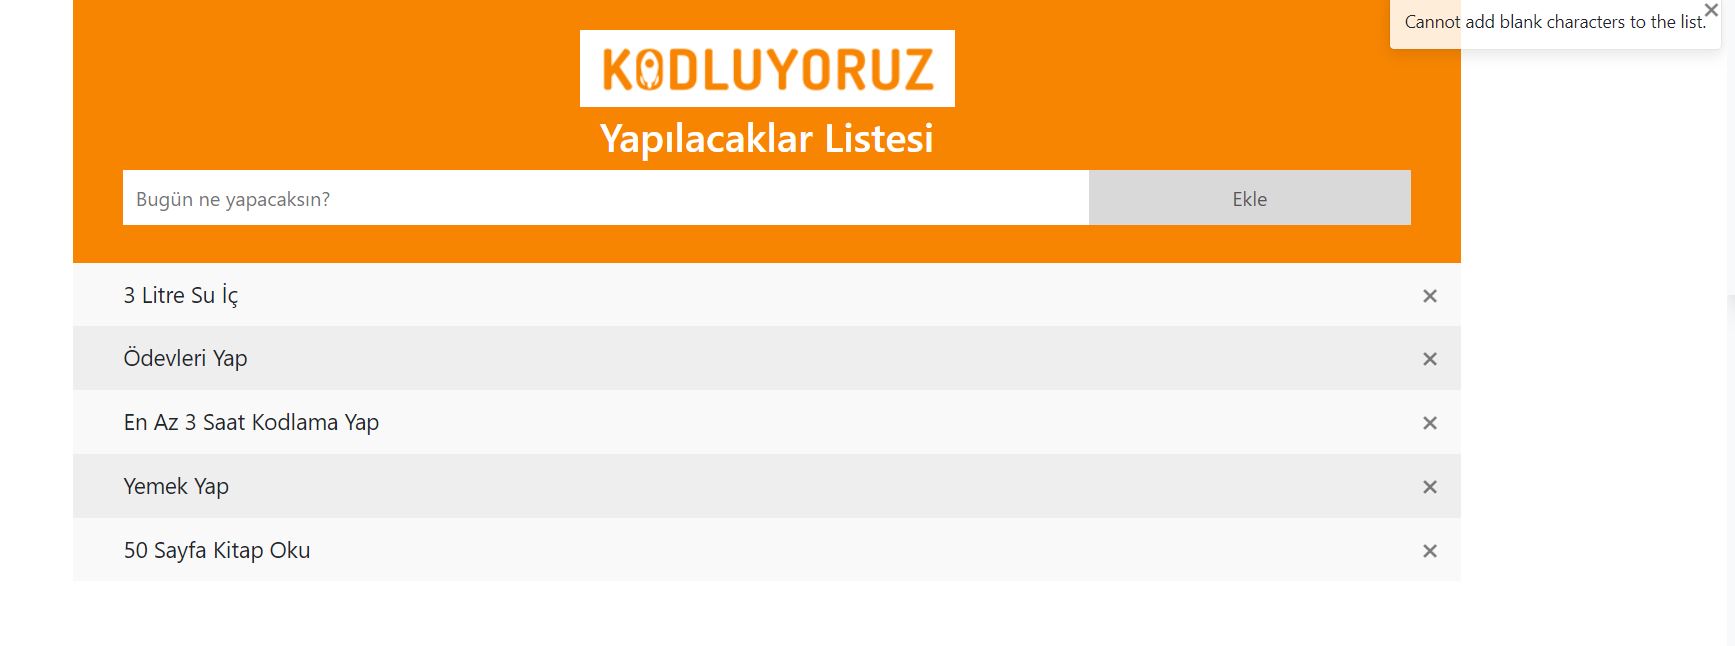 Cannot add blank characters to the list.
KODLUYORUZ
Yapılacaklar Listesi
Bugün ne yapacaksın?
Ekle
3 Litre Su İç
Ödevleri Yap
En Az 3 Saat Kodlama Yap
Yemek Yap
50 Sayfa Kitap Oku